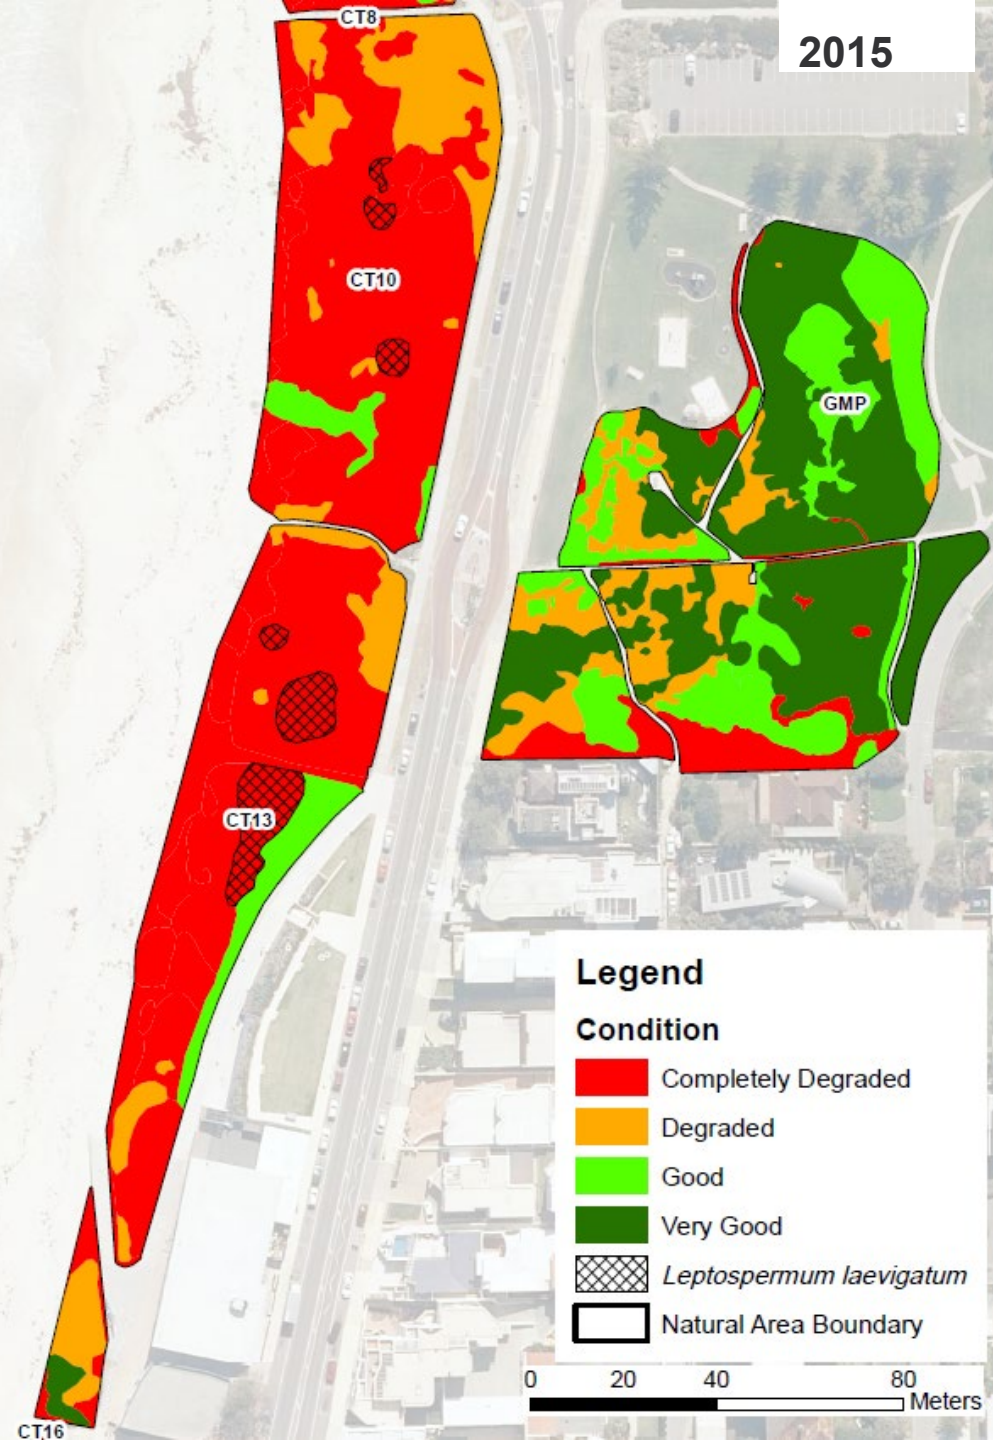 CT8
2015
CT10
GMP
CT13
Legend
Condition
Completely Degraded
Degraded
Good
Very Good
Leptospermum laevigatum
Natural Area Boundary
0 20 40 80
Meters
CT16